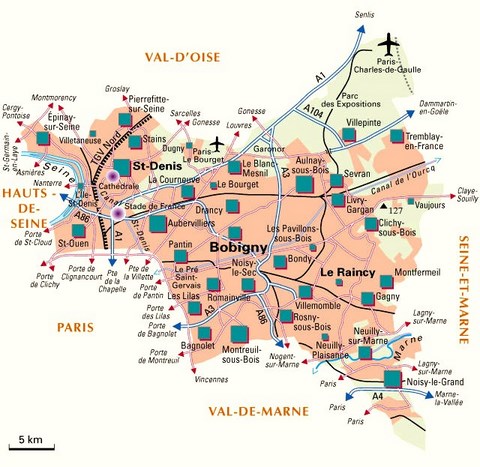 Senlis
VAL-D'OISE
Paris-
Charles-de-Gaulle
A1
Groslay
Montmorency
Pierrefitte-
sur-Seine
Parc
des Expositions
Cergy-
Pontoise
Épinay-
sur-Seine
Sarcelles
Gonesse
Gonesse
Louvres
A104
Dammartin-
en-Goële
Villetaneuse
TGV Nord
Stains
Dugny
Paris
Le Bourget
Garonor
Villepinte
Tremblay-
en-France
St-Germain-
en-Laye
Asnières
Seine
St-Denis
Le Blanc-
Mesnil
Aulnay-
sous-Bois
Sevran
Canal de l'Ourcq
Nanterre
Cathédrale
La Courneuve
Le Bourget
A3
Claye-
Souilly
HAUTS-
DE-
SEINE
L'Île-
St-Denis
Canal
St-Denis
Stade de France
Drancy
Livry-
Gargan
127
Vaujours
A86
Aubervilliers
Clichy-
sous-Bois
Porte
de St-Cloud
St-Ouen
A1
Bobigny
Les Pavillons-
sous-Bois
Pantin
Porte
de Clichy
Porte de
Clignancourt
Pte de
la Chapelle
Pte de
la Villette
Porte
de Pantin
Le Pré
Saint-
Gervais
Noisy-
le-Sec
Bondy
Le Raincy
Montfermeil
SEINE-ET-MARNE
Les Lilas
Romainville
Villemomble
Gagny
Porte
des Lilas
Porte
de Bagnolet
A3
A86
Rosny-
sous-Bois
Lagny-
sur-Marne
PARIS
Bagnolet
Montreuil-
sous-Bois
Neuilly-
Plaisance
Neuilly-
sur-Marne
Marne
Porte
de Montreuil
Nogent-
sur-Marne
Lagny-
sur-Marne
Vincennes
Paris
Noisy-le-Grand
VAL-DE-MARNE
A4
Marne-
la-Vallée
Paris
Paris
5 km